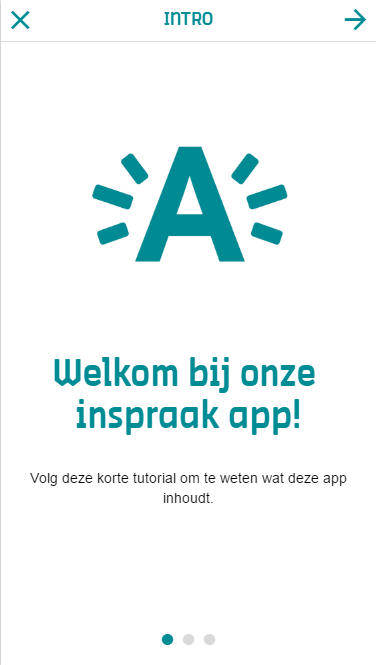 INTRO
A
Welkom bij onze
inspraak app!
Volg deze korte tutorial om te weten wat deze app
inhoudt.